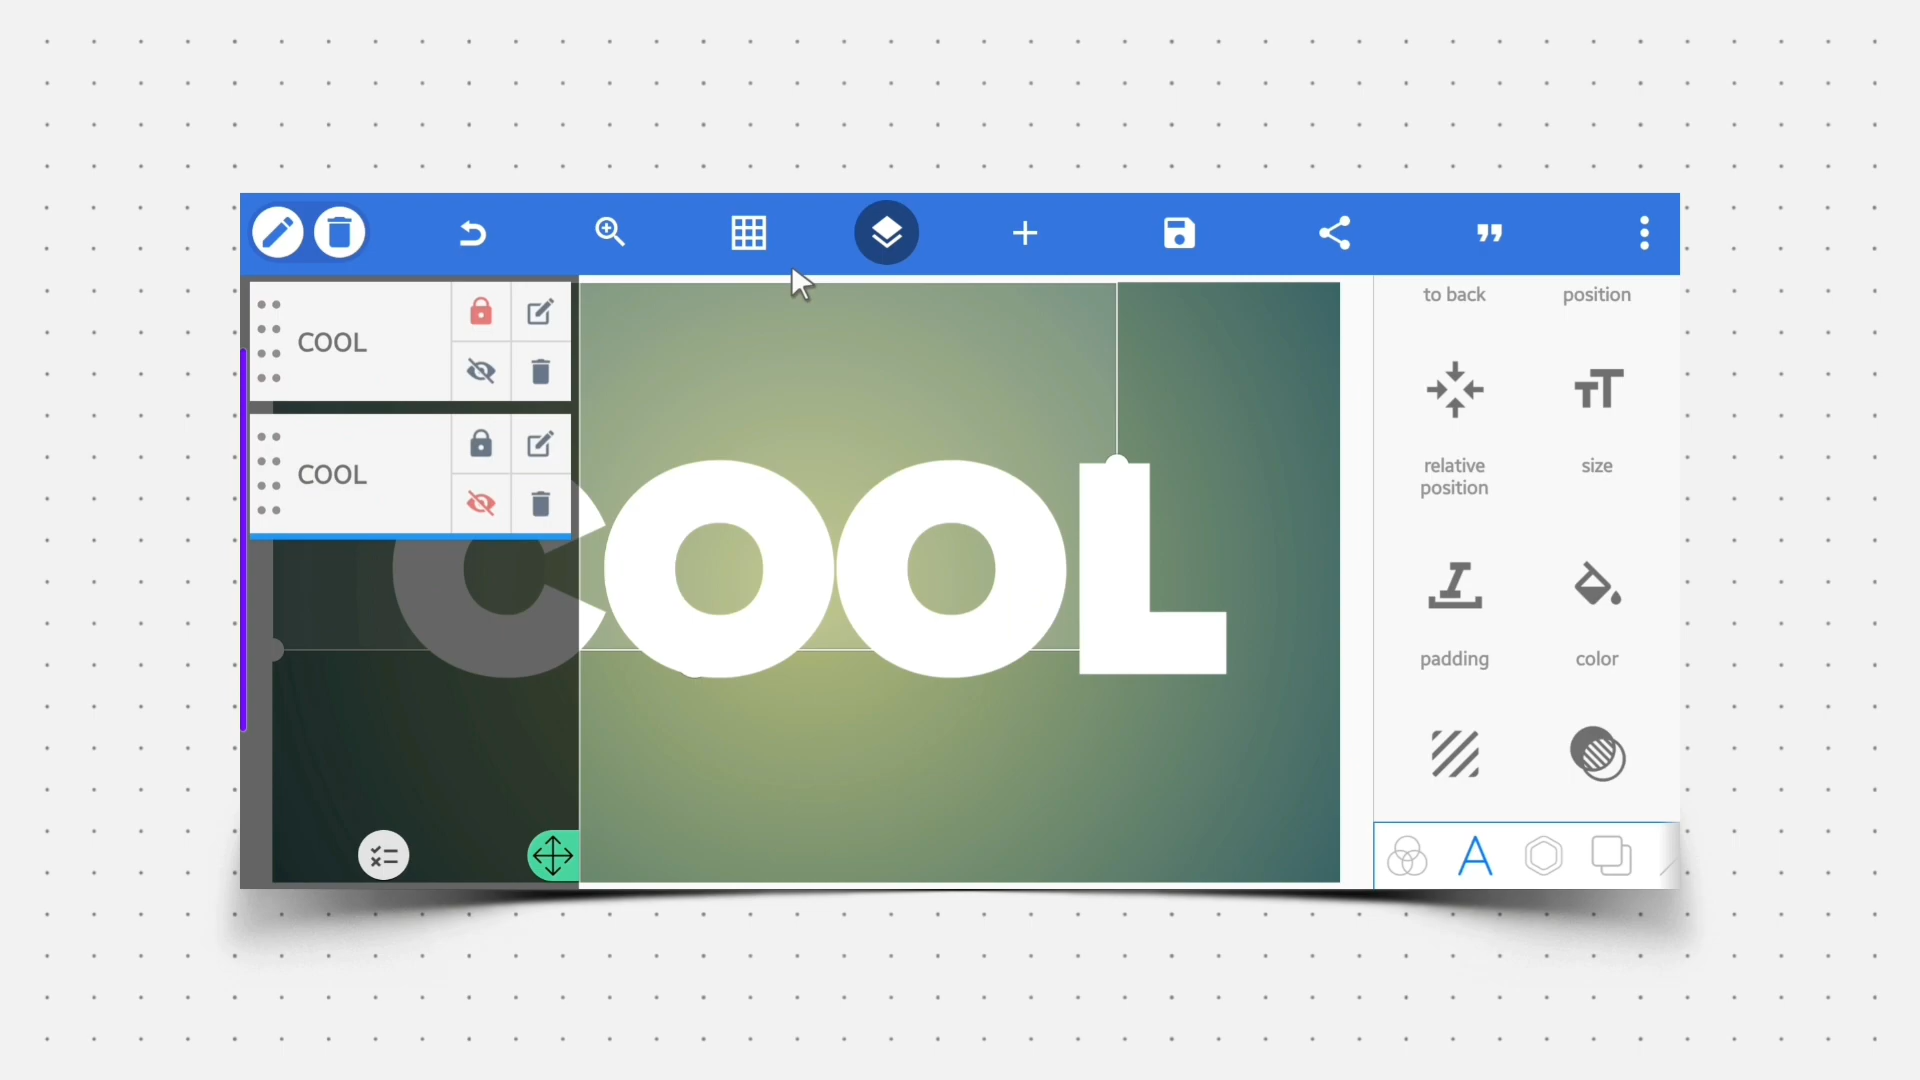 COOL
COOL
COOL
to back
position
relative
position
size
padding
color